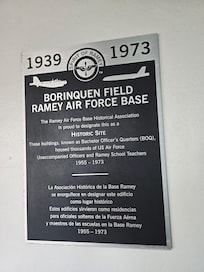 1939 1973
BORINQUEN FIELD
RAMEY AIR FORCE BASE
The Ramey Air Force Base Historical Association
is proud to designate this as a
HISTORIC SITE
These buildings, known as Bachelor Officer's Quarters (BOQ),
housed thousands of US Air Force
Unaccompanied Officers and Ramey School Teachers
1955 - 1973
La Asociación Histórica de la Base Ramey
se enorgullece en designar este edificio
como lugar histórico
Estos edificios sirvieron como residencias
para oficiales solteros de la Fuerza Aérea
y maestros de las escuelas en la Base Ramey
1955 - 1973